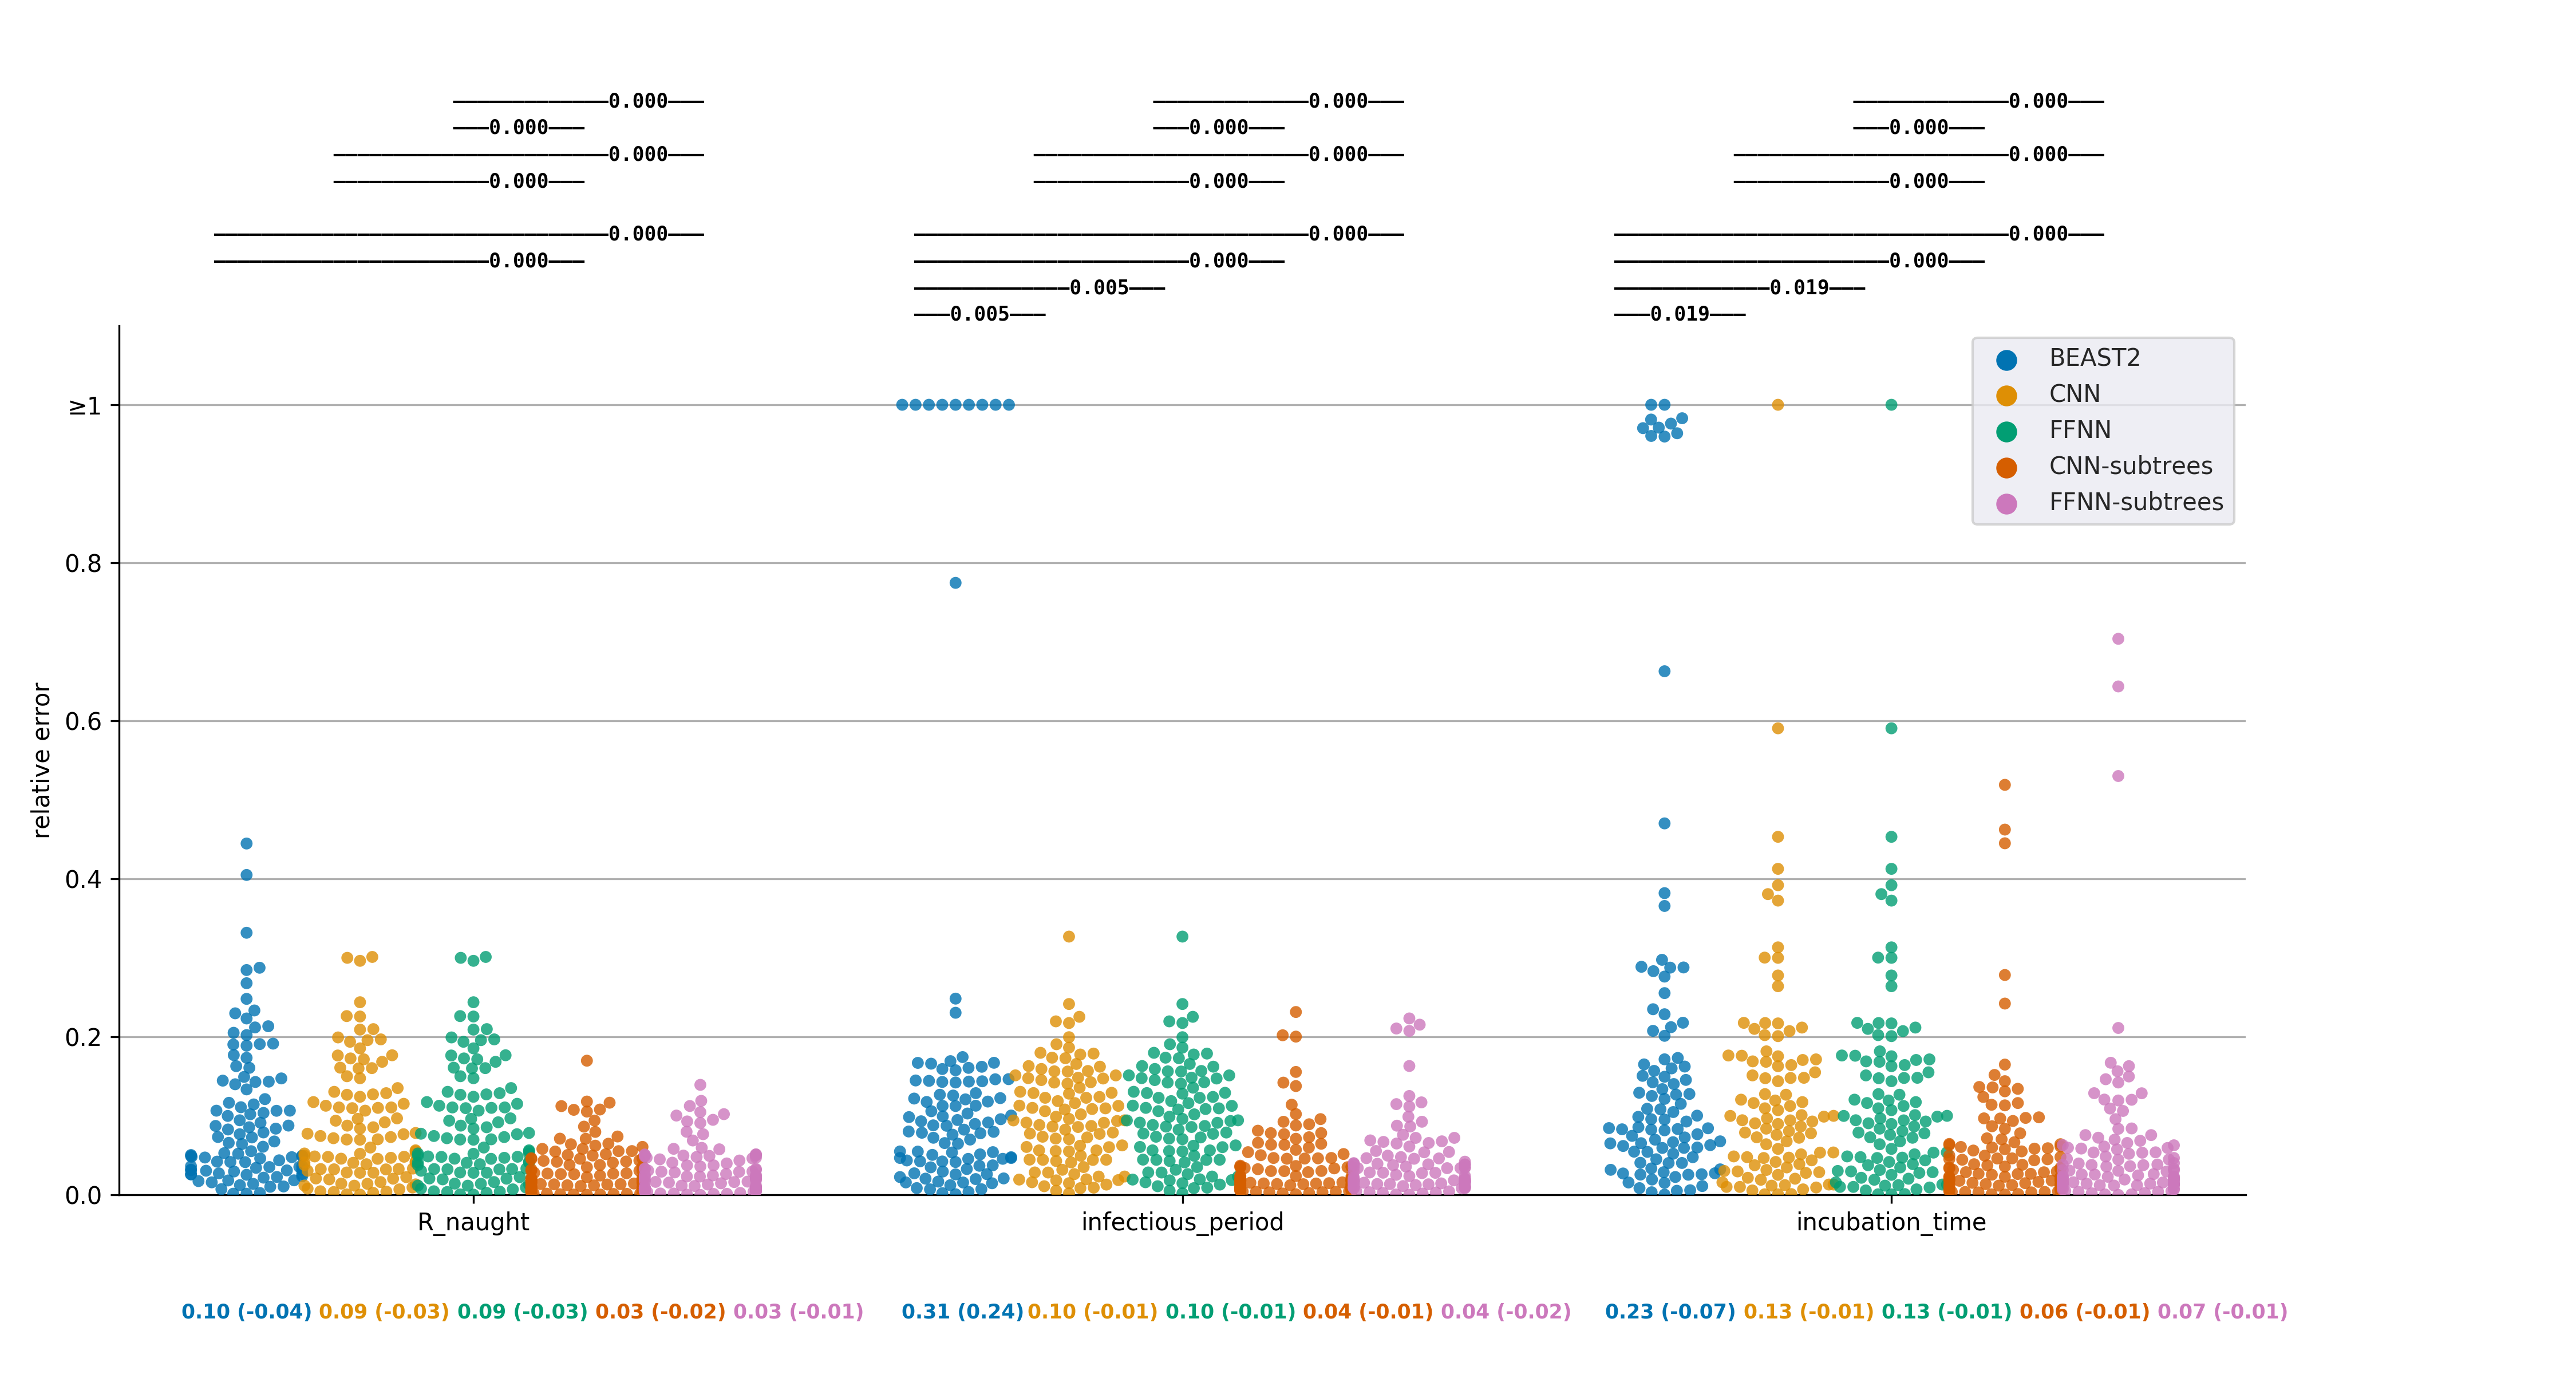 0.000 0.000 0.000
0.000 0.000 0.000
0.000 0.000 0.000
0.000 0.000 0.000
0.000 0.000 0.000
0.000 0.000 0.000
0.005 0.019
0.005 0.019
BEAST2
CNN
FFNN
CNN-subtrees
FFNN-subtrees
≥1
0.8
0.6
0.4
0.2
0.0
relative error
R_naught infectious_period incubation_time
0.10 (-0.04) 0.09 (-0.03) 0.09 (-0.03) 0.03 (-0.02) 0.03 (-0.01) 0.31 (0.24) 0.10 (-0.01) 0.10 (-0.01) 0.04 (-0.01) 0.04 (-0.02) 0.23 (-0.07) 0.13 (-0.01) 0.13 (-0.01) 0.06 (-0.01) 0.07 (-0.01)